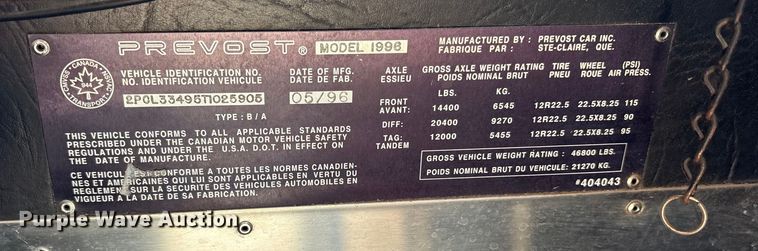 PREVOST® MODEL 1996
MANUFACTURED BY : PREVOST CAR INC.
FABRIQUE PAR : STE-CLAIRE, QUE.
CANADA
944
TRANSPORT
VEHICLE IDENTIFICATION NO.
NO. IDENTIFICATION VEHICULE
DATE OF MFG.
DATE DE FAB.
05/96
TYPE : B / A
AXLE GROSS AXLE WEIGHT RATING TIRE WHEEL (PSI)
ESSIEU POIDS NOMINAL BRUT PNEU ROUE AIR PRESS.
LBS. KG.
FRONT
AVANT: 14400 6545 12R22.5 22.5X8.25 115
DIFF: 20400 9270 12R22.5 22.5X8.25 90
TAG: 12000 5455 12R22.5 22.5X8.25 95
TANDEM
THIS VEHICLE CONFORMS TO ALL APPLICABLE STANDARDS
PRESCRIBED UNDER THE CANADIAN MOTOR VEHICLE SAFETY
REGULATIONS AND UNDER THE U.S.A. D.O.T. IN EFFECT ON
THE DATE OF MANUFACTURE.
CE VEHICULE EST CONFORME A TOUTES LES NORMES CANADIEN-
NES ET AMERICAINES QUI LUI SONT APPLICABLES EN VERTU DU
REGLEMENT SUR LA SECURITE DES VEHICULES AUTOMOBILES EN
VIGUEUR A LA DATE DE SA FABRICATION.
GROSS VEHICLE WEIGHT RATING : 46800 LBS.
POIDS NOMINAL BRUT DU VEHICULE: 21270 KG.
#404043
Purple Wave Auction